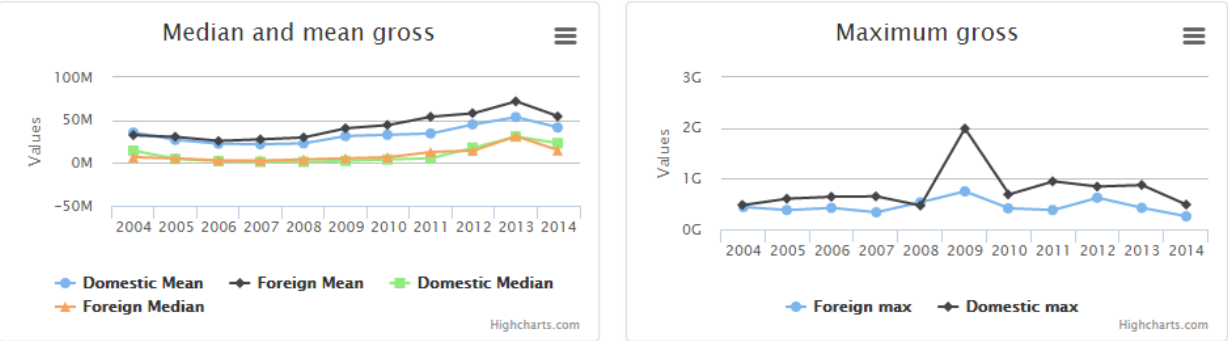 Median and mean gross
100M
50M
0M
−50M
Values
2004 2005 2006 2007 2008 2009 2010 2011 2012 2013 2014
Domestic Mean Foreign Mean Domestic Median
Foreign Median
Highcharts.com
Maximum gross
3G
2G
1G
0G
Values
2004 2005 2006 2007 2008 2009 2010 2011 2012 2013 2014
Foreign max Domestic max
Highcharts.com